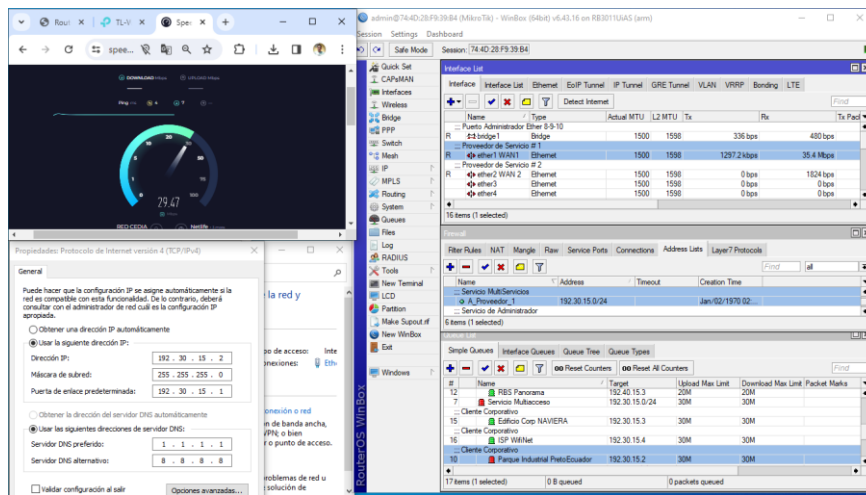 Rout
TL-V
Spee
spee...
DOWNLOAD Mbps
UPLOAD Mbps
Ping
5
10
1
0
20
30
50
75
100
29.47
Mbps
RED CEDIA
Netlife
Propiedades: Protocolo de Internet versión 4 (TCP/IPv4)
General
Puede hacer que la configuración IP se asigne automáticamente si la
red es compatible con esta funcionalidad. De lo contrario, deberá
consultar con el administrador de red cuál es la configuración IP
apropiada.
Obtener una dirección IP automáticamente
Usar la siguiente dirección IP:
Dirección IP: 192 . 30 . 15 . 2
Máscara de subred: 255 . 255 . 255 . 0
Puerta de enlace predeterminada: 192 . 30 . 15 . 1
Obtener la dirección del servidor DNS automáticamente
Usar las siguientes direcciones de servidor DNS:
Servidor DNS preferido: 1 . 1 . 1 . 1
Servidor DNS alternativo: 8 . 8 . 8 . 8
Validar configuración al salir
Opciones avanzadas...
la red y
po de acceso: Inte
onexiones: Eth
onexión o red
ón de banda ancha,
VPN; o bien
r o punto de acceso.
roblemas de red u
solución de
admin@74:4D:28:F9:39:B4 (MikroTik) - WinBox (64bit) v6.43.16 on RB3011UiAS (arm)
Session Settings Dashboard
Safe Mode
Session: 74:4D:28:F9:39:B4
Quick Set
CAPsMAN
Interfaces
Wireless
Bridge
PPP
Switch
Mesh
IP
MPLS
Routing
System
Queues
Files
Log
RADIUS
Tools
New Terminal
LCD
Partition
Make Supout.rif
New WinBox
Exit
Windows
RouterOS WinBox
Interface List
Interface Interface List Ethernet EoIP Tunnel IP Tunnel GRE Tunnel VLAN VRRP Bonding LTE
Detect Internet
Find
Name Type Actual MTU L2 MTU Tx Rx Tx Pack
::: Puerto Administrador Ether 8-9-10
R bridge1 Bridge 1500 1598 336 bps 480 bps
::: Proveedor de Servicio # 1
R ether1 WAN1 Ethernet 1500 1598 1297.2 kbps 35.4 Mbps
::: Proveedor de Servicio # 2
R ether2 WAN 2 Ethernet 1500 1598 0 bps 1824 bps
ether3 Ethernet 1500 1598 0 bps 0 bps
ether4 Ethernet 1500 1598 0 bps 0 bps
16 items (1 selected)
Firewall
Filter Rules NAT Mangle Raw Service Ports Connections Address Lists Layer7 Protocols
Find all
Name Address Timeout Creation Time
::: Servicio MultiServicios
A_Proveedor_1 192.30.15.0/24 Jan/02/1970 02:...
::: Servicio de Administrador
6 items (1 selected)
Queue List
Simple Queues Interface Queues Queue Tree Queue Types
00 Reset Counters 00 Reset All Counters
Find
# Name Target Upload Max Limit Download Max Limit Packet Marks
12 RBS Panorama 192.40.15.3 20M 20M
7 Servicio Multiacceso 192.30.15.0/24 30M 30M
::: Cliente Corporativo
15 Edificio Corp NAVIERA 192.30.15.3 30M 30M
::: Cliente Corporativo
16 ISP WifiNet 192.30.15.4 30M 30M
::: Cliente Corporativo
10 Parque Industrial PretoEcuador 192.30.15.2 30M 30M
17 items (1 selected) 0 B queued 0 packets queued